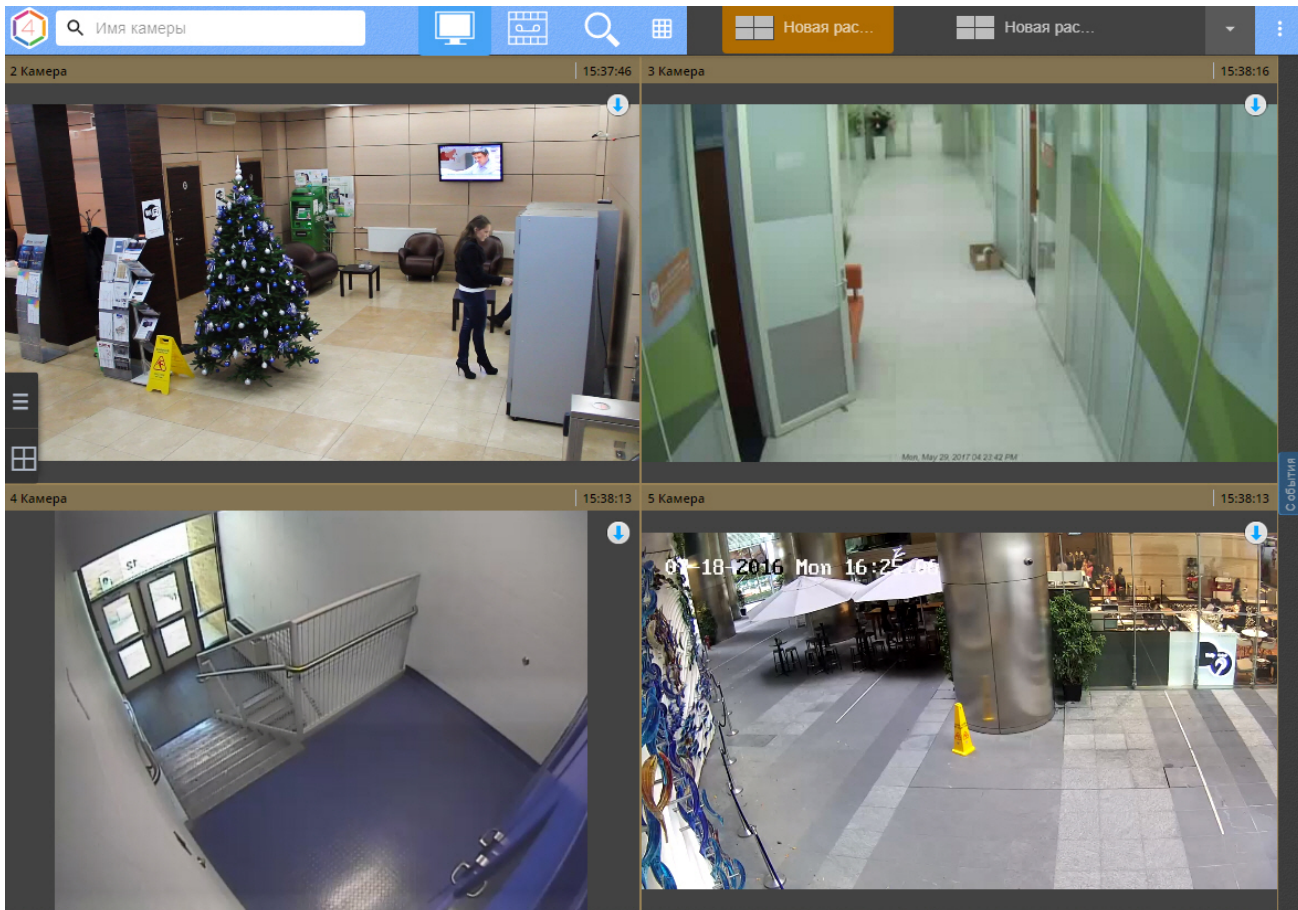 4
Имя камеры
Новая рас...
Новая рас...
2 Камера
15:37:46
3 Камера
15:38:16
Mon, May 29, 2017 04:23:42 PM
4 Камера
15:38:13
5 Камера
15:38:13
07-18-2016 Mon 16:25:06
События